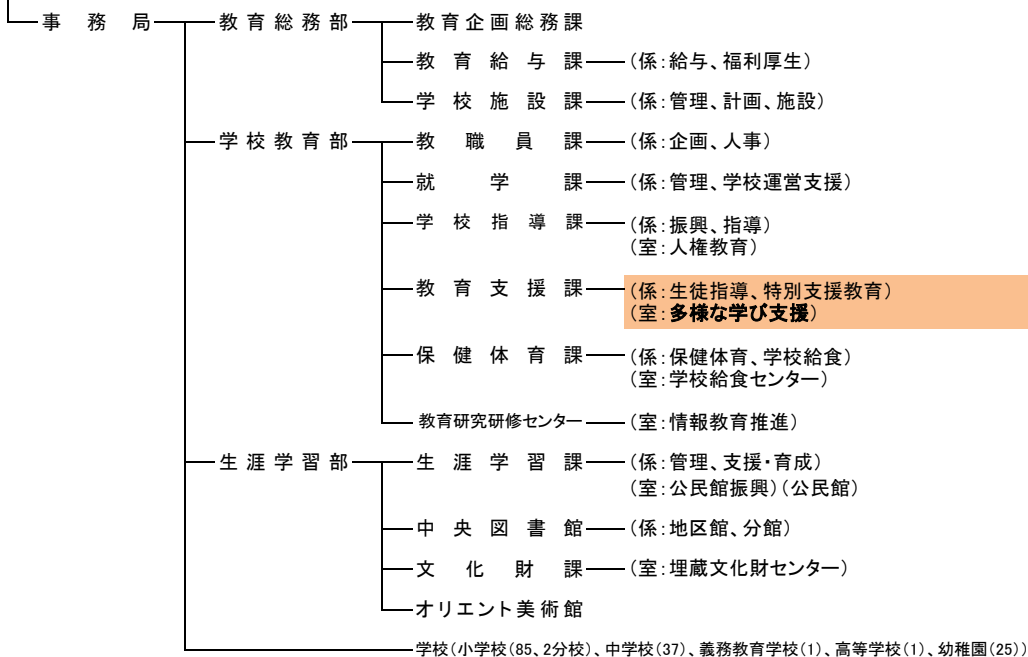 事務局 教育総務部 教育企画総務課
教育給与課 (係:給与、福利厚生)
学校施設課 (係:管理、計画、施設)
学校教育部 教職員課 (係:企画、人事)
就学課 (係:管理、学校運営支援)
学校指導課 (係:振興、指導)
(室:人権教育)
教育支援課 (係:生徒指導、特別支援教育)
(室:多様な学び支援)
保健体育課 (係:保健体育、学校給食)
(室:学校給食センター)
教育研究研修センター (室:情報教育推進)
生涯学習部 生涯学習課 (係:管理、支援・育成)
(室:公民館振興)(公民館)
中央図書館 (係:地区館、分館)
文化財課 (室:埋蔵文化財センター)
オリエント美術館
学校(小学校(85、2分校)、中学校(37)、義務教育学校(1)、高等学校(1)、幼稚園(25))